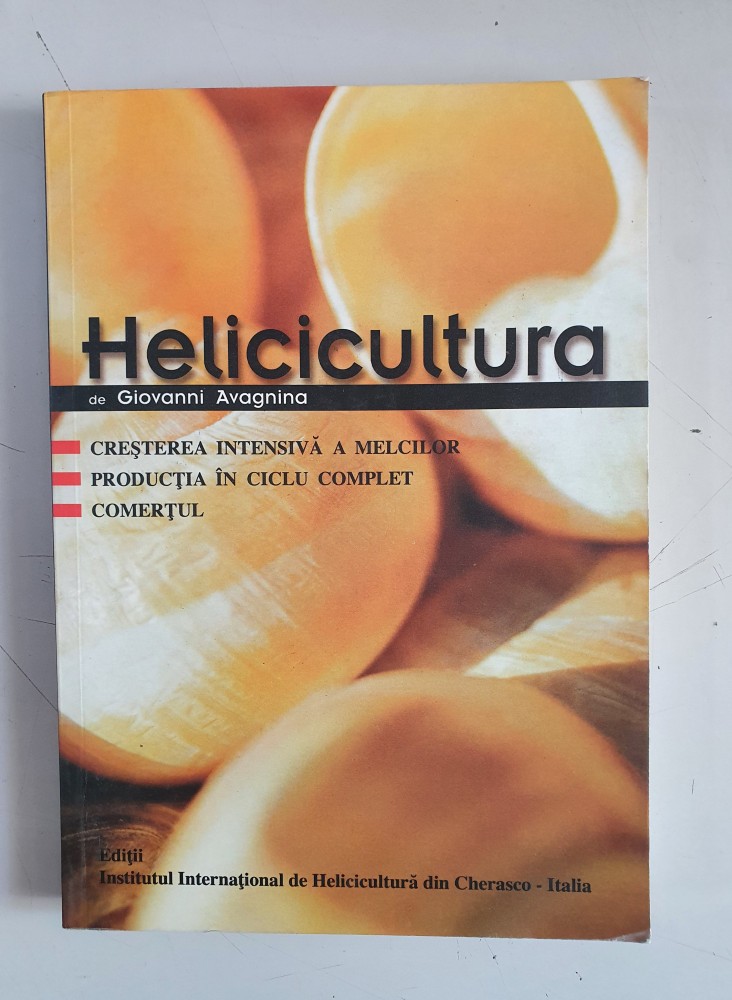 Helicicultura
de Giovanni Avagnina
CREŞTEREA INTENSIVĂ A MELCILOR
PRODUCŢIA ÎN CICLU COMPLET
COMERŢUL
Ediţii
Institutul Internaţional de Helicicultură din Cherasco - Italia